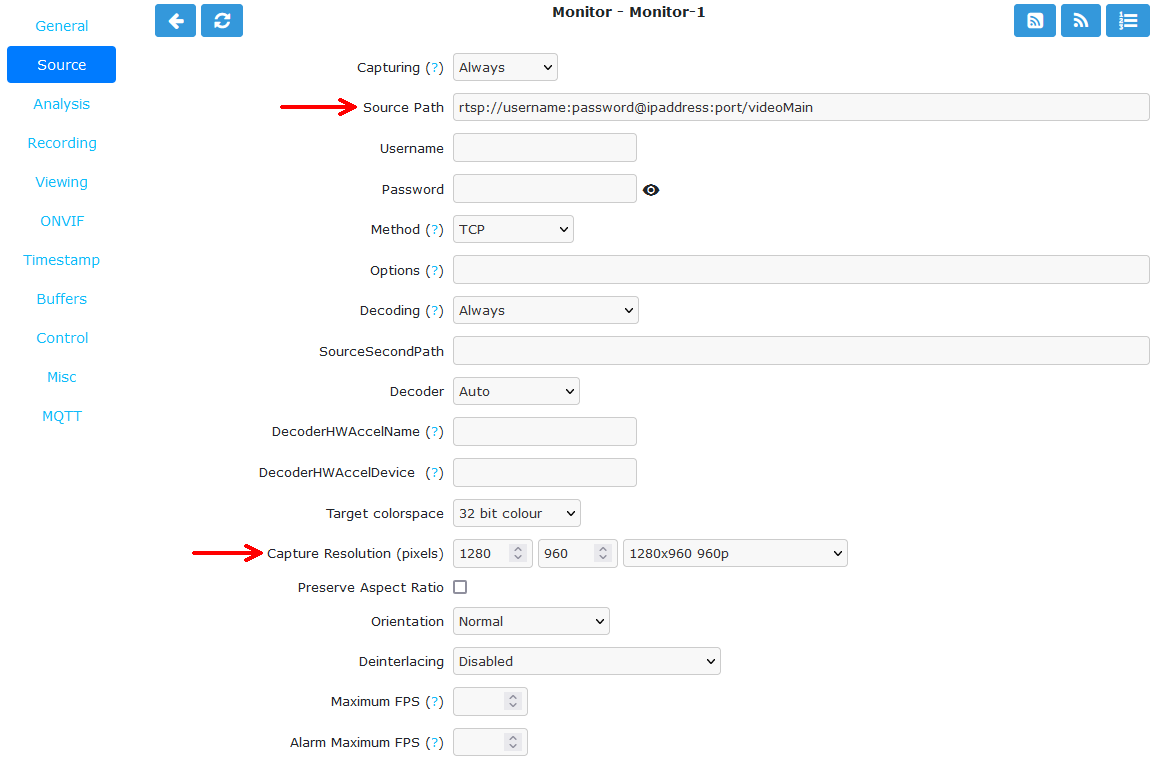 Monitor - Monitor-1
General
Source
Analysis
Recording
Viewing
ONVIF
Timestamp
Buffers
Control
Misc
MQTT
Capturing (?) Always
Source Path rtsp://username:password@ipaddress:port/videoMain
Username
Password
Method (?) TCP
Options (?)
Decoding (?) Always
SourceSecondPath
Decoder Auto
DecoderHWAccelName (?)
DecoderHWAccelDevice (?)
Target colorspace 32 bit colour
Capture Resolution (pixels) 1280 960 1280x960 960p
Preserve Aspect Ratio
Orientation Normal
Deinterlacing Disabled
Maximum FPS (?)
Alarm Maximum FPS (?)